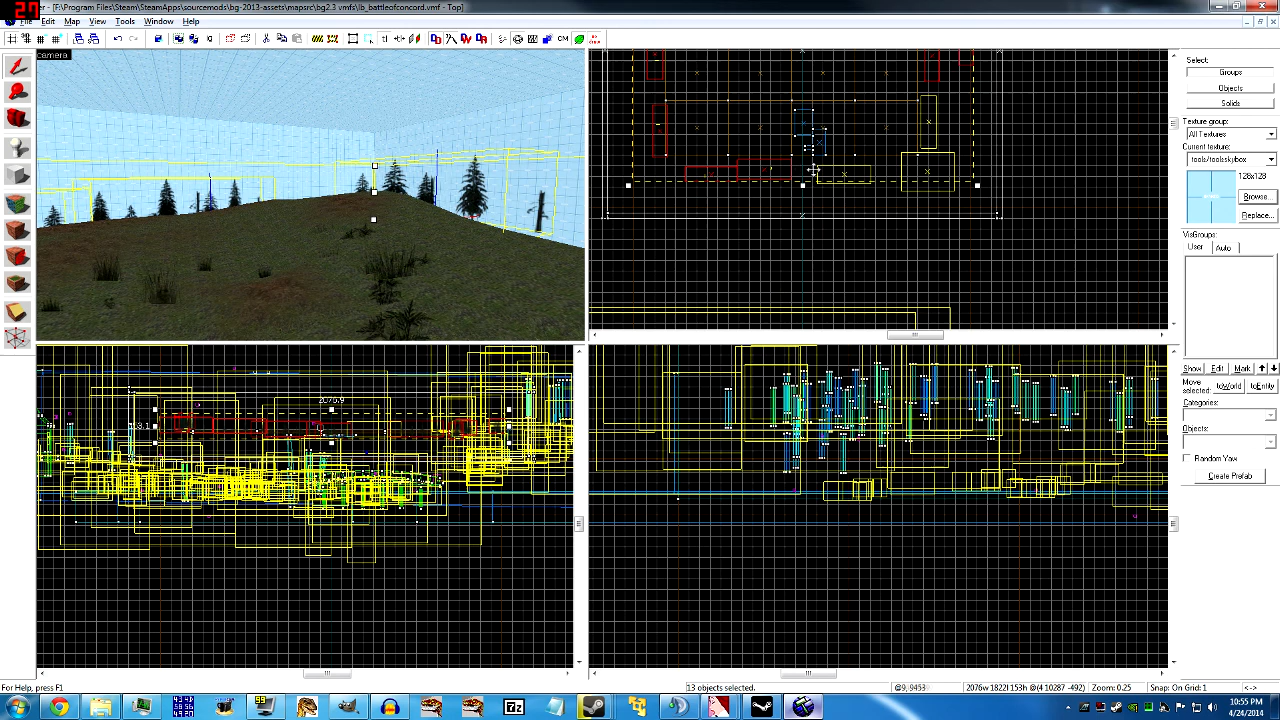 27
er - [F:\Program Files\Steam\SteamApps\sourcemods\bg-2013-assets\mapsrc\bg2.3 vmfs\lb_battleofconcord.vmf - Top]
File Edit Map View Tools Window Help
camera
Select:
Groups
Objects
Solids
Texture group:
All Textures
Current texture:
tools/toolsskybox
128x128
Browse...
Replace...
VisGroups:
User Auto
Show Edit Mark
Move
Selected: toWorld toEntity
Categories:
Objects:
Random Yaw
Create Prefab
2076.9
For Help, press F1
13 objects selected.
2076w 1822l 153h @(4 10287 -492)
Zoom: 0.25
Snap: On Grid: 1
<->
7z
10:55 PM
4/24/2014